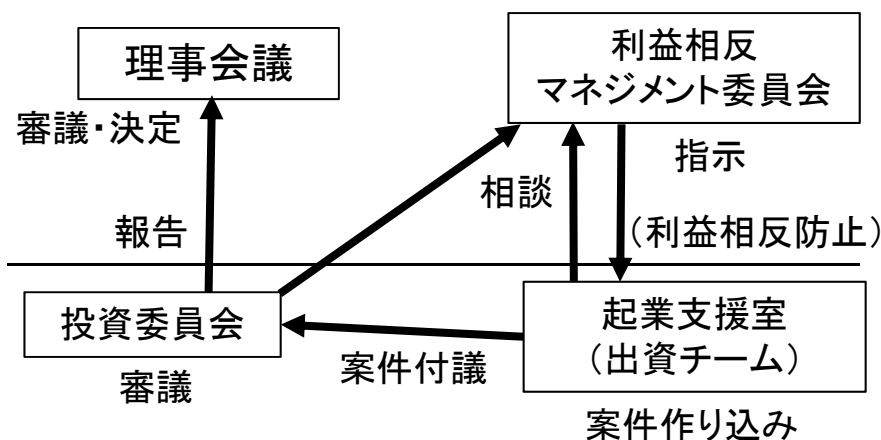 理事会議
利益相反
マネジメント委員会
審議・決定
指示
相談
報告
（利益相反防止）
投資委員会
起業支援室
（出資チーム）
案件付議
審議
案件作り込み